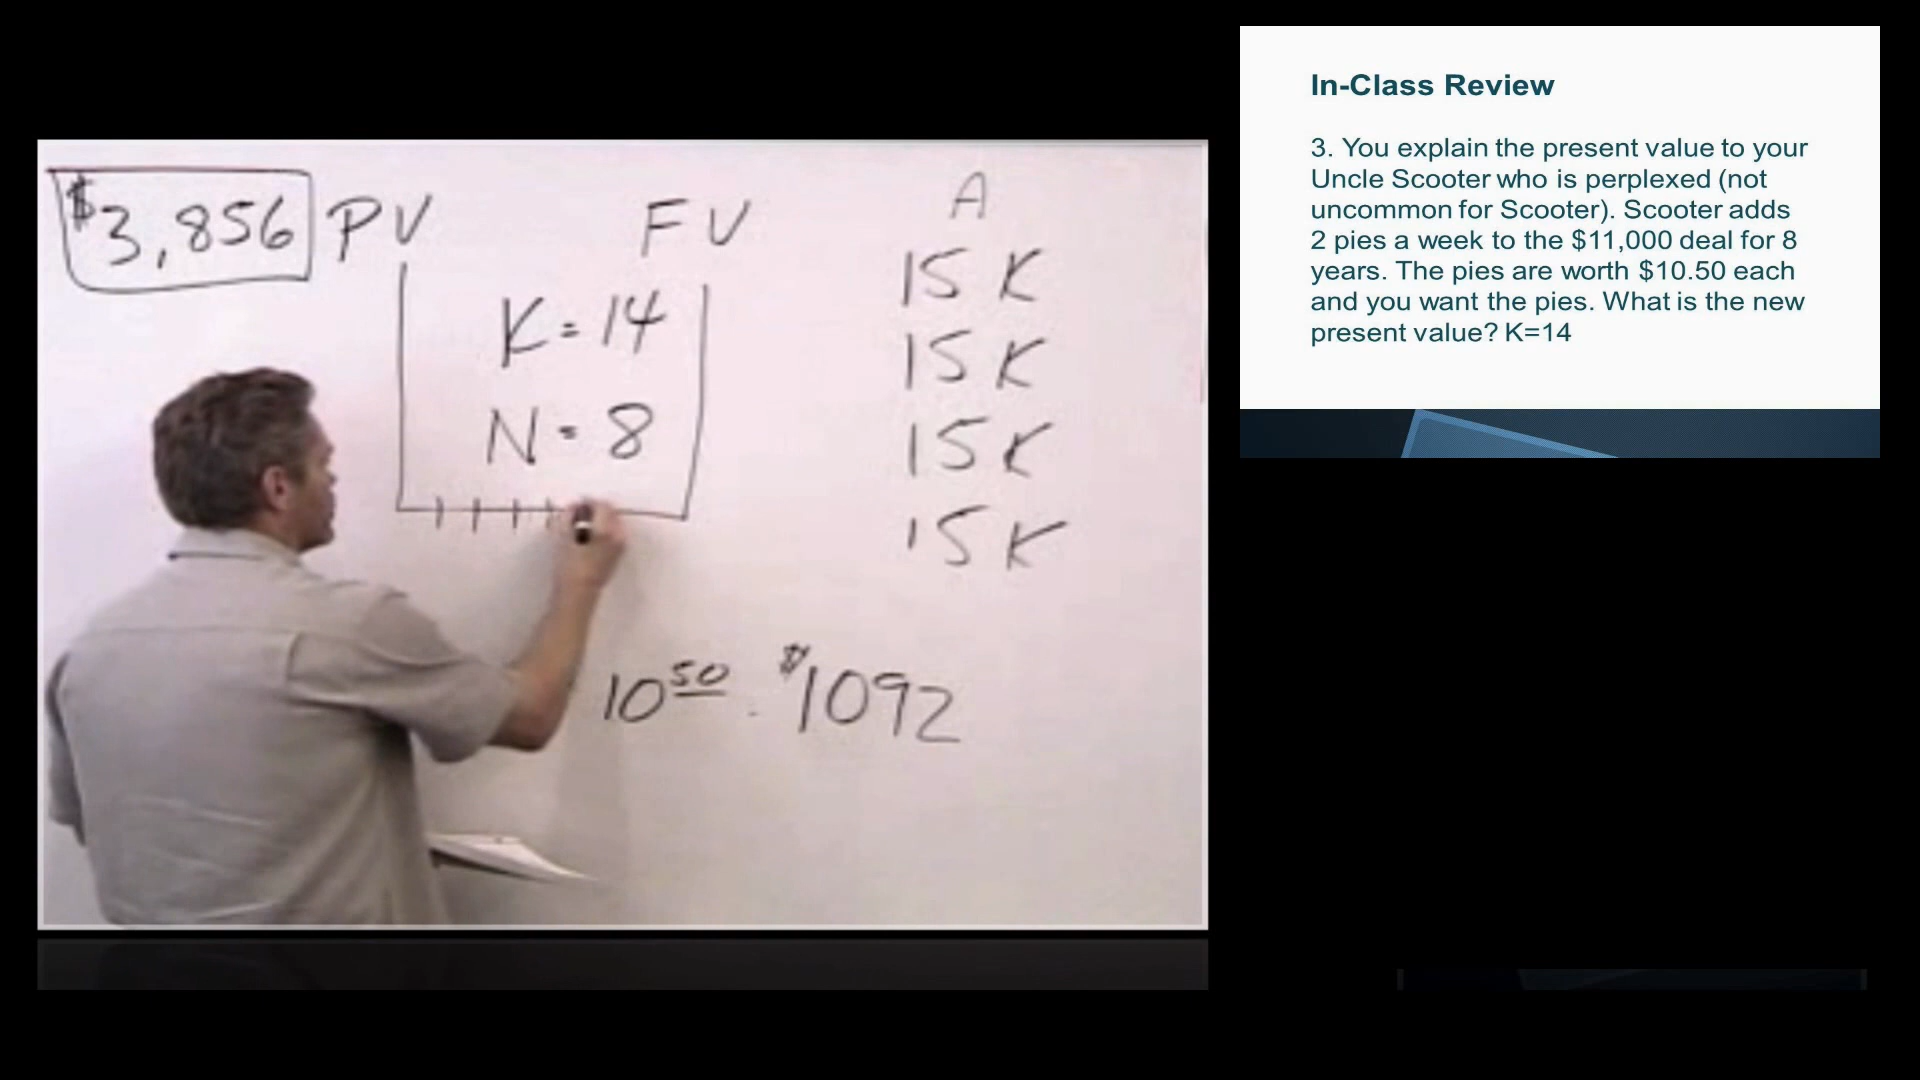 $3,856 PV FV
K=14
N=8
A
15K
15K
15K
15K
10 50 $1092
In-Class Review
3. You explain the present value to your
Uncle Scooter who is perplexed (not
uncommon for Scooter). Scooter adds
2 pies a week to the $11,000 deal for 8
years. The pies are worth $10.50 each
and you want the pies. What is the new
present value? K=14